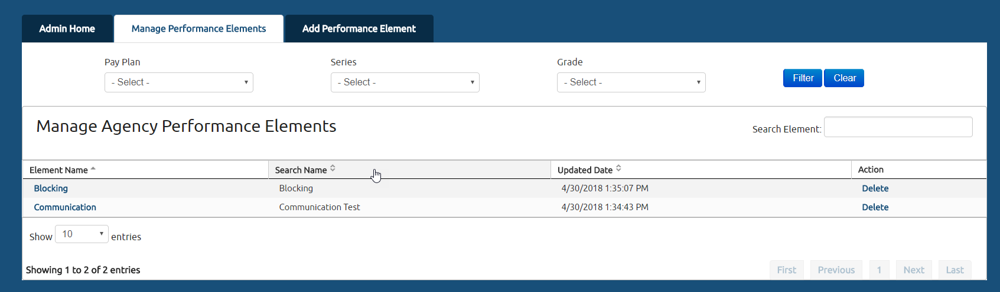 Admin Home Manage Performance Elements Add Performance Element
Pay Plan Series Grade
- Select - - Select - - Select - Filter Clear
Manage Agency Performance Elements Search Element:
Element Name Search Name Updated Date Action
Blocking Blocking 4/30/2018 1:35:07 PM Delete
Communication Communication Test 4/30/2018 1:34:43 PM Delete
Show 10 entries
Showing 1 to 2 of 2 entries First Previous 1 Next Last